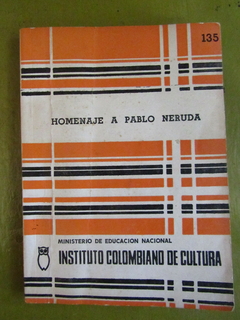 135
HOMENAJE A PABLO NERUDA
MINISTERIO DE EDUCACION NACIONAL
INSTITUTO COLOMBIANO DE CULTURA